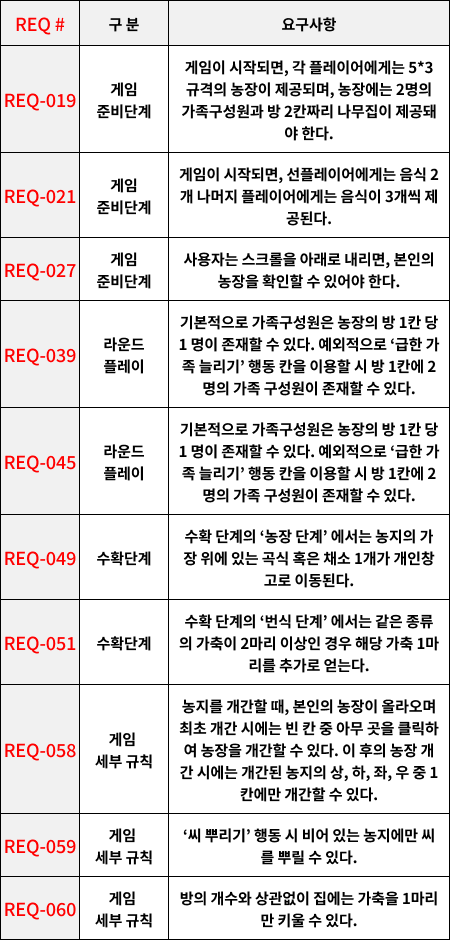 REQ # 구 분 요구사항
REQ-019
게임
준비단계
게임이 시작되면, 각 플레이어에게는 5*3
규격의 농장이 제공되며, 농장에는 2명의
가족구성원과 방 2칸짜리 나무집이 제공돼
야 한다.
REQ-021
게임
준비단계
게임이 시작되면, 선플레이어에게는 음식 2
개 나머지 플레이어에게는 음식이 3개씩 제
공된다.
REQ-027
게임
준비단계
사용자는 스크롤을 아래로 내리면, 본인의
농장을 확인할 수 있어야 한다.
REQ-039
라운드
플레이
기본적으로 가족구성원은 농장의 방 1칸 당
1 명이 존재할 수 있다. 예외적으로 ‘급한 가
족 늘리기’ 행동 칸을 이용할 시 방 1칸에 2
명의 가족 구성원이 존재할 수 있다.
REQ-045
라운드
플레이
기본적으로 가족구성원은 농장의 방 1칸 당
1 명이 존재할 수 있다. 예외적으로 ‘급한 가
족 늘리기’ 행동 칸을 이용할 시 방 1칸에 2
명의 가족 구성원이 존재할 수 있다.
REQ-049
수확단계
수확 단계의 ‘농장 단계’ 에서는 농지의 가
장 위에 있는 곡식 혹은 채소 1개가 개인창
고로 이동된다.
REQ-051
수확단계
수확 단계의 ‘번식 단계’ 에서는 같은 종류
의 가축이 2마리 이상인 경우 해당 가축 1마
리를 추가로 얻는다.
REQ-058
게임
세부 규칙
농지를 개간할 때, 본인의 농장이 올라오며
최초 개간 시에는 빈 칸 중 아무 곳을 클릭하
여 농장을 개간할 수 있다. 이 후의 농장 개
간 시에는 개간된 농지의 상, 하, 좌, 우 중 1
칸에만 개간할 수 있다.
REQ-059
게임
세부 규칙
‘씨 뿌리기’ 행동 시 비어 있는 농지에만 씨
를 뿌릴 수 있다.
REQ-060
게임
세부 규칙
방의 개수와 상관없이 집에는 가축을 1마리
만 키울 수 있다.